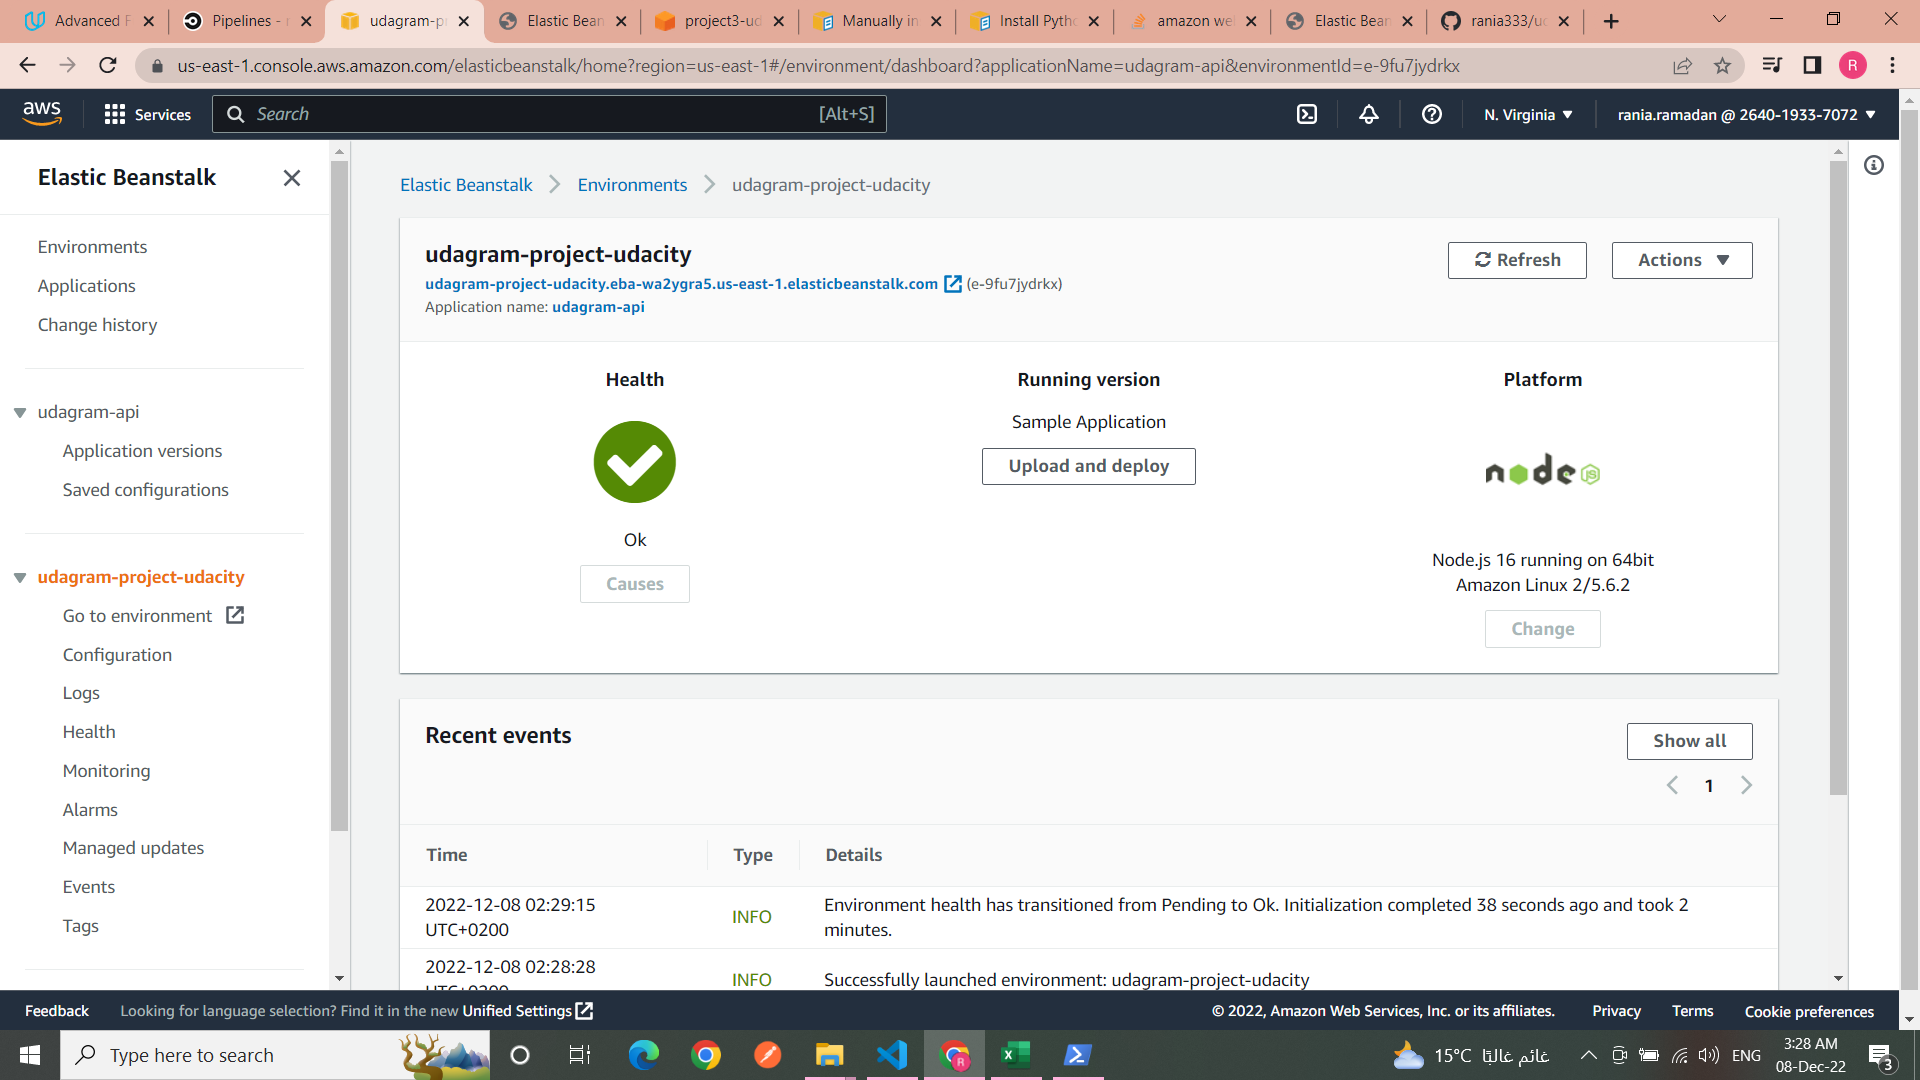 Advanced F
Pipelines - r
udagram-pr
Elastic Bean
project3-ud
Manually in
Install Pytho
amazon we
Elastic Bean
rania333/ud
us-east-1.console.aws.amazon.com/elasticbeanstalk/home?region=us-east-1#/environment/dashboard?applicationName=udagram-api&environmentId=e-9fu7jydrkx
R
aws
Services
Search
[Alt+S]
N. Virginia
rania.ramadan @ 2640-1933-7072
Elastic Beanstalk
Environments
Applications
Change history
udagram-api
Application versions
Saved configurations
udagram-project-udacity
Go to environment
Configuration
Logs
Health
Monitoring
Alarms
Managed updates
Events
Tags
Elastic Beanstalk
Environments
udagram-project-udacity
udagram-project-udacity
udagram-project-udacity.eba-wa2ygra5.us-east-1.elasticbeanstalk.com (e-9fu7jydrkx)
Application name: udagram-api
Refresh
Actions
Health
Ok
Causes
Running version
Sample Application
Upload and deploy
Platform
node JS
Node.js 16 running on 64bit
Amazon Linux 2/5.6.2
Change
Recent events
Show all
1
Time
Type
Details
2022-12-08 02:29:15
UTC+0200
INFO
Environment health has transitioned from Pending to Ok. Initialization completed 38 seconds ago and took 2
minutes.
2022-12-08 02:28:28
UTC+0200
INFO
Successfully launched environment: udagram-project-udacity
Feedback
Looking for language selection? Find it in the new Unified Settings
© 2022, Amazon Web Services, Inc. or its affiliates.
Privacy
Terms
Cookie preferences
Type here to search
R
15°C غائم غالبًا
ENG
3:28 AM
08-Dec-22
3